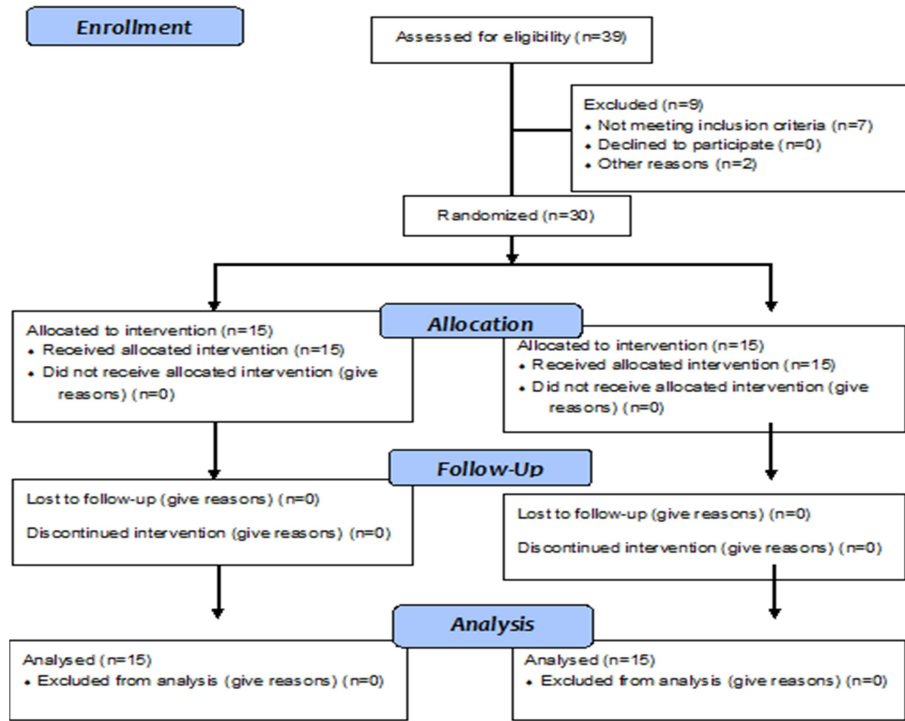 Enrollment
Assessed for eligibility (n=39)
Excluded (n=9)
• Not meeting inclusion criteria (n=7)
• Declined to participate (n=0)
• Other reasons (n=2)
Randomized (n=30)
Allocation
Allocated to intervention (n=15)
• Received allocated intervention (n=15)
• Did not receive allocated intervention (give
reasons) (n=0)
Allocated to intervention (n=15)
• Received allocated intervention (n=15)
• Did not receive allocated intervention (give
reasons) (n=0)
Follow-Up
Lost to follow-up (give reasons) (n=0)
Discontinued intervention (give reasons) (n=0)
Lost to follow-up (give reasons) (n=0)
Discontinued intervention (give reasons) (n=0)
Analysis
Analysed (n=15)
• Excluded from analysis (give reasons) (n=0)
Analysed (n=15)
• Excluded from analysis (give reasons) (n=0)